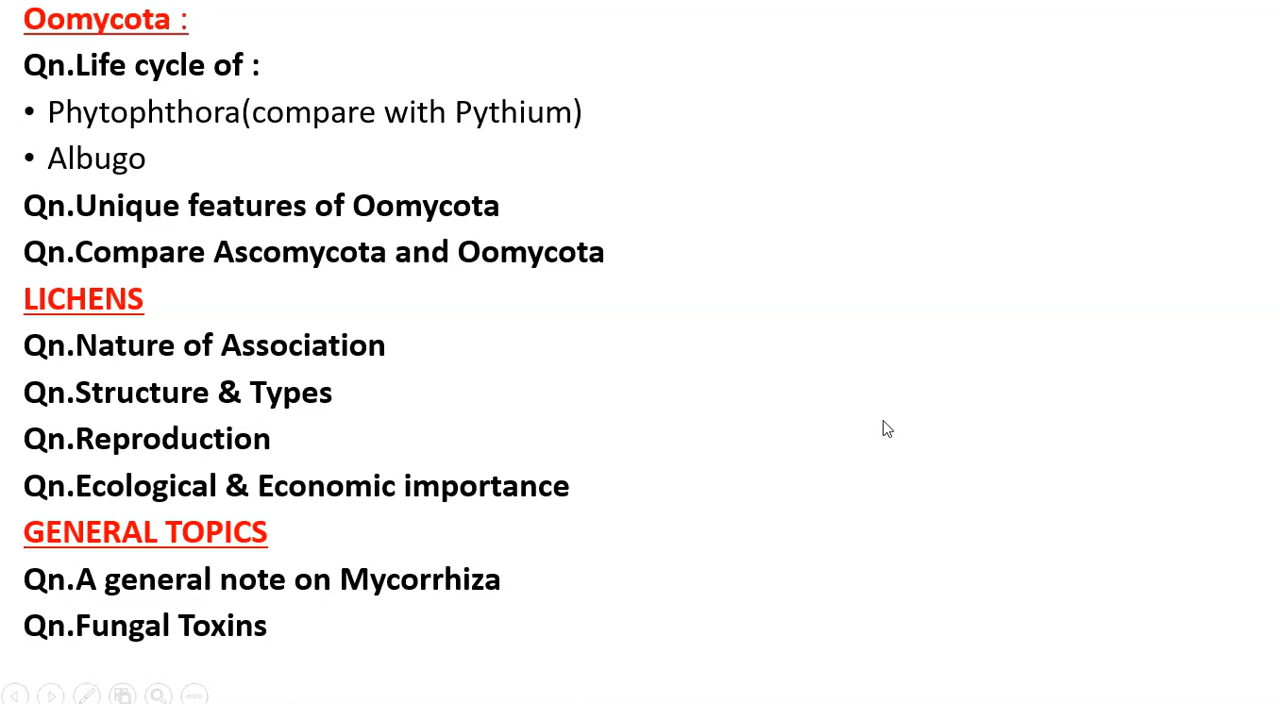 Oomycota :
Qn.Life cycle of :
• Phytophthora(compare with Pythium)
• Albugo
Qn.Unique features of Oomycota
Qn.Compare Ascomycota and Oomycota
LICHENS
Qn.Nature of Association
Qn.Structure & Types
Qn.Reproduction
Qn.Ecological & Economic importance
GENERAL TOPICS
Qn.A general note on Mycorrhiza
Qn.Fungal Toxins